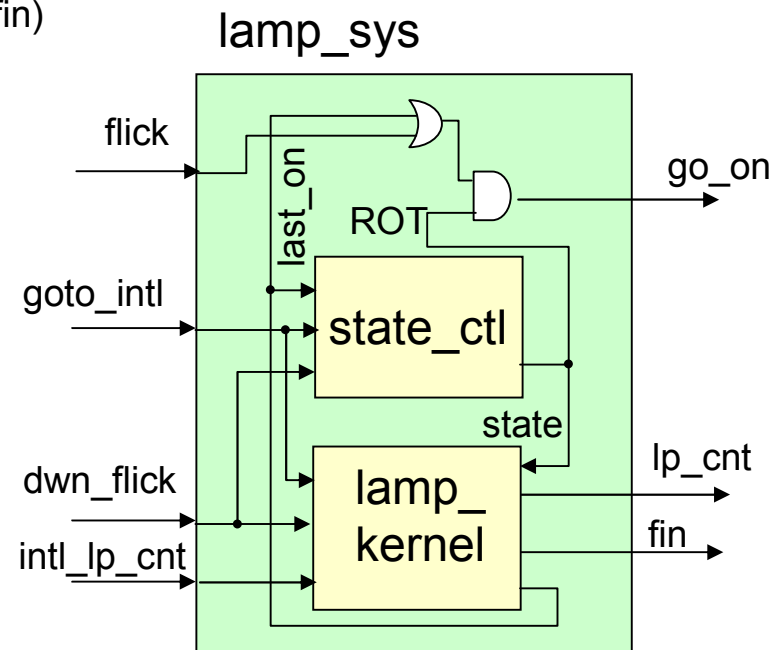 fin)
lamp_sys
flick
last_on
go_on
ROT
goto_intl
state_ctl
state
lp_cnt
dwn_flick
lamp_
kernel
fin
intl_lp_cnt